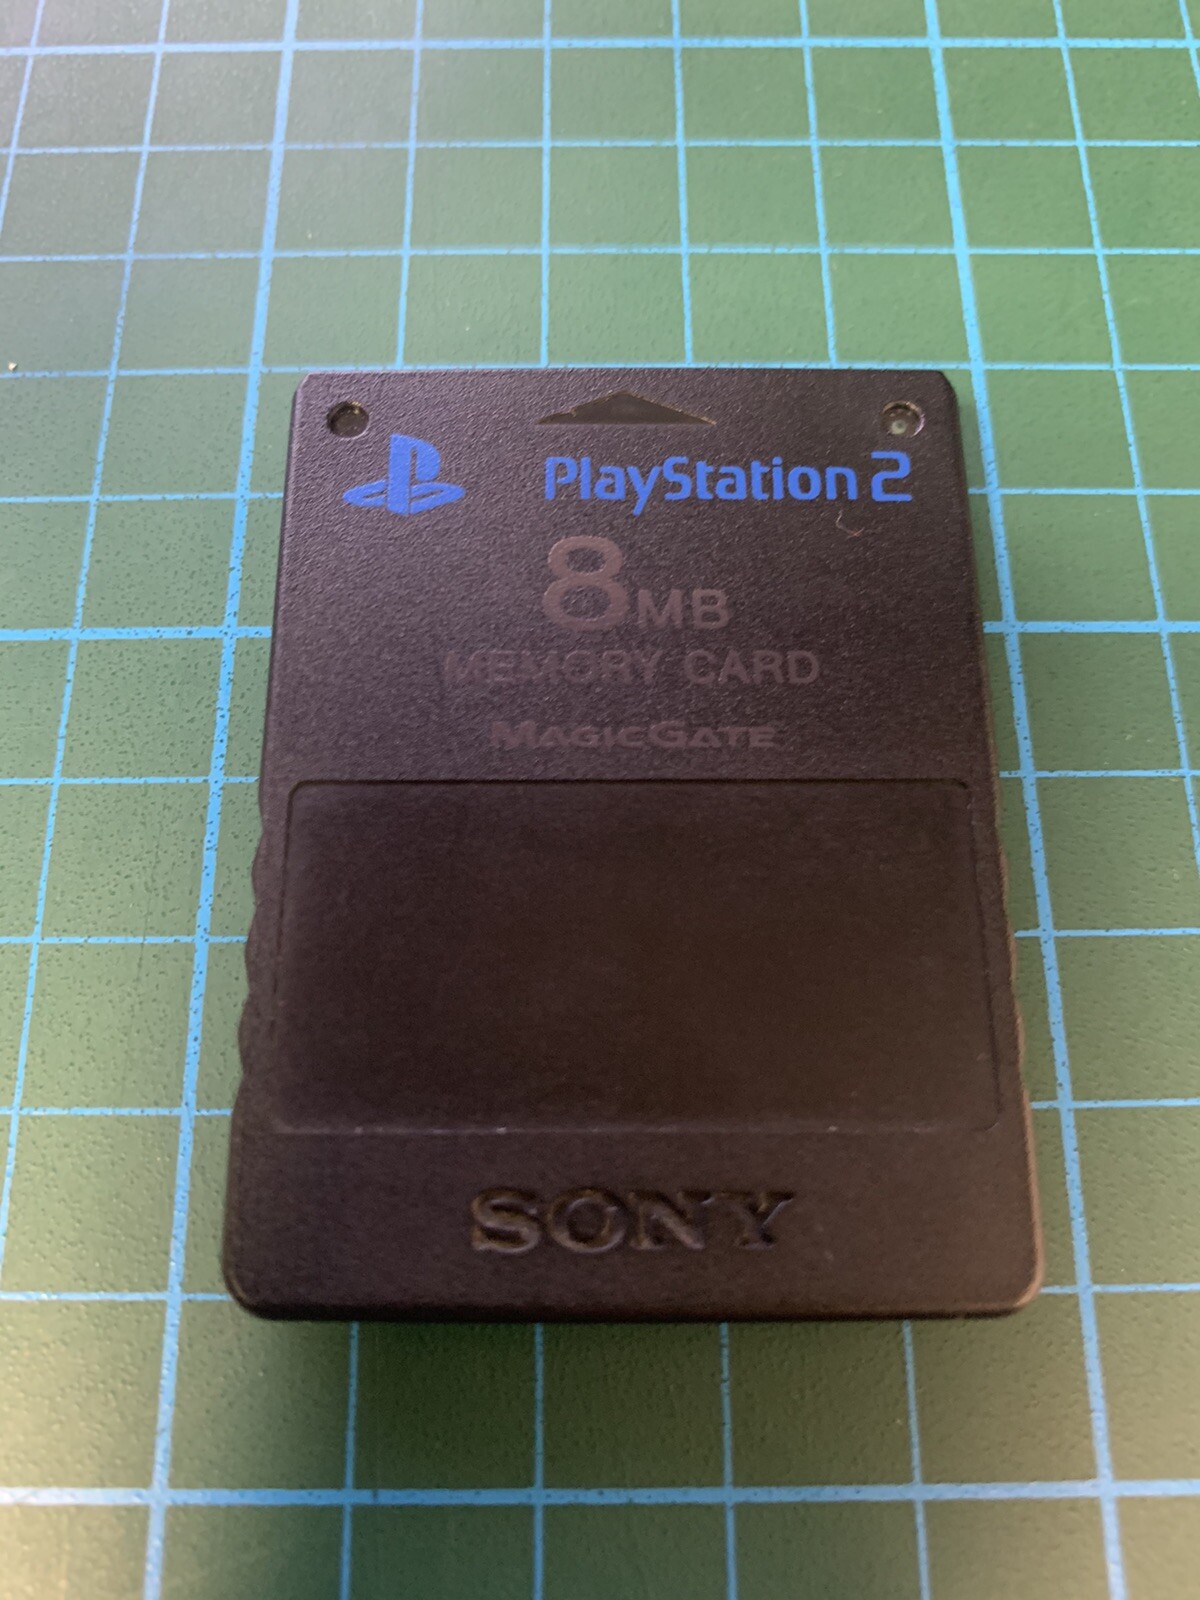 PlayStation 2
8MB
MEMORY CARD
MAGICGATE
SONY